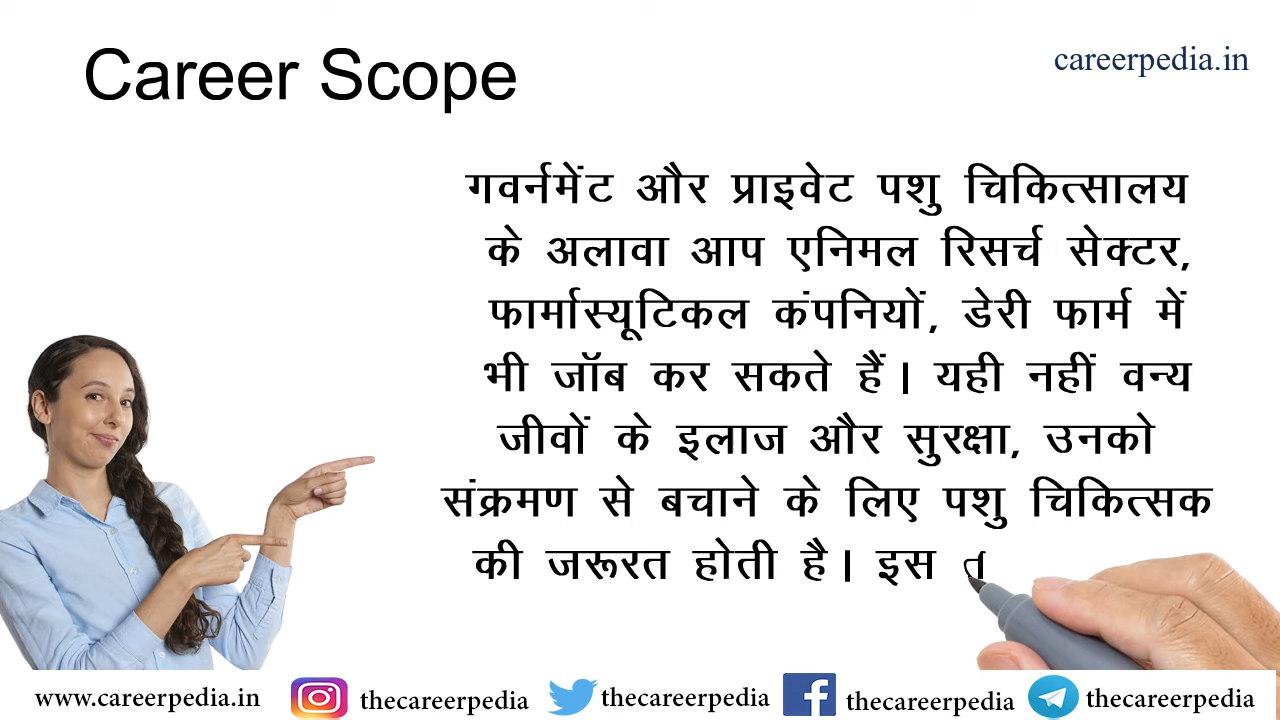 Career Scope
careerpedia.in
गवर्नमेंट और प्राइवेट पशु चिकित्सालय
के अलावा आप एनिमल रिसर्च सेक्टर,
फार्मास्यूटिकल कंपनियों, डेरी फार्म में
भी जॉब कर सकते हैं। यही नहीं वन्य
जीवों के इलाज और सुरक्षा, उनको
संक्रमण से बचाने के लिए पशु चिकित्सक
की जरूरत होती है। इस
www.careerpedia.in
thecareerpedia
thecareerpedia
thecareerpedia
thecareerpedia